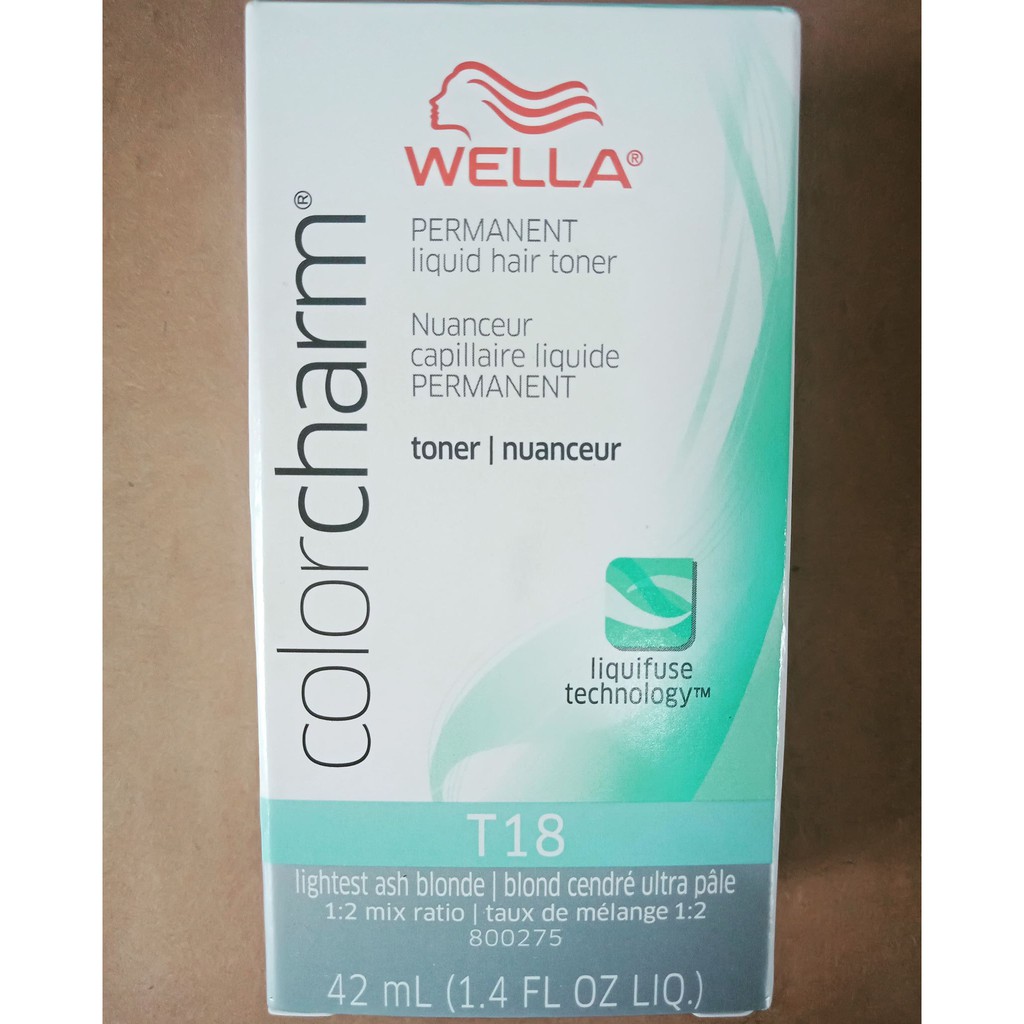 WELLA®
colorcharm®
PERMANENT
liquid hair toner
Nuanceur
capillaire liquide
PERMANENT
toner | nuanceur
liquifuse
technology™
T18
lightest ash blonde | blond cendré ultra pâle
1:2 mix ratio | taux de mélange 1:2
800275
42 mL (1.4 FL OZ LIQ.)